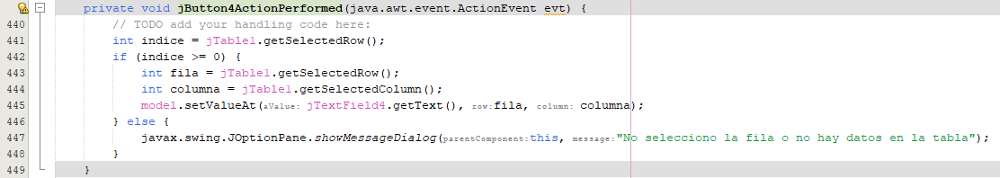 private void jButton4ActionPerformed(java.awt.event.ActionEvent evt) {
440 // TODO add your handling code here:
441 int indice = jTable1.getSelectedRow();
442 if (indice >= 0) {
443 int fila = jTable1.getSelectedRow();
444 int columna = jTable1.getSelectedColumn();
445 model.setValueAt(aValue: jTextField4.getText(), row:fila, column: columna);
446 } else {
447 javax.swing.JOptionPane.showMessageDialog(parentComponent:this, message:"No selecciono la fila o no hay datos en la tabla");
448 }
449 }